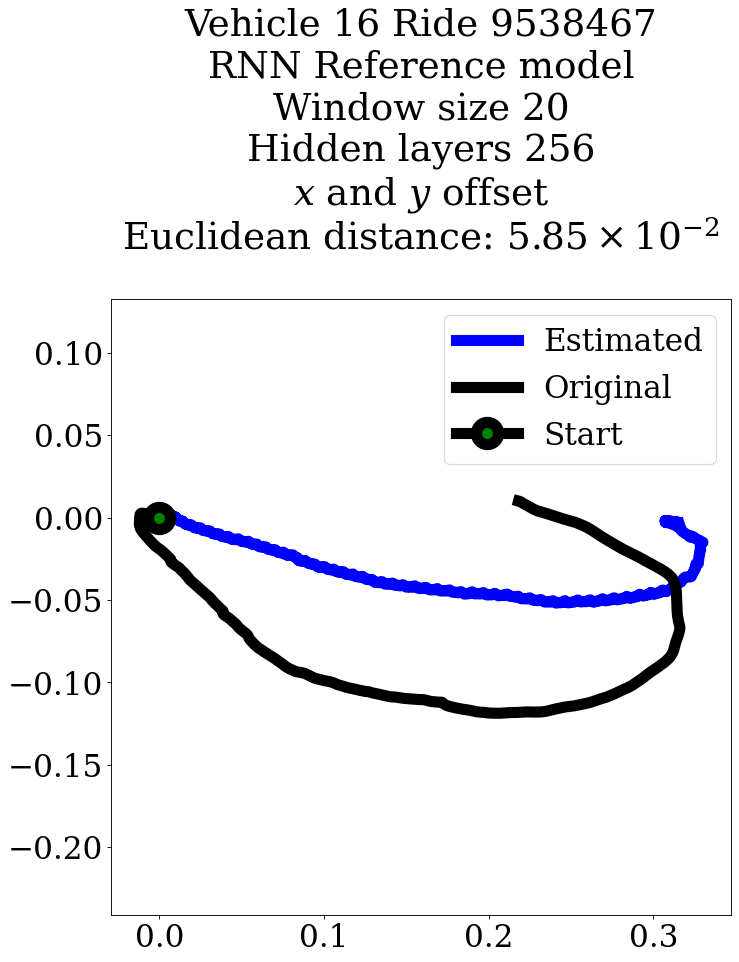 Vehicle 16 Ride 9538467
RNN Reference model
Window size 20
Hidden layers 256
x and y offset
Euclidean distance: 5.85 × 10⁻²
Estimated
Original
Start
0.10
0.05
0.00
−0.05
−0.10
−0.15
−0.20
0.0 0.1 0.2 0.3